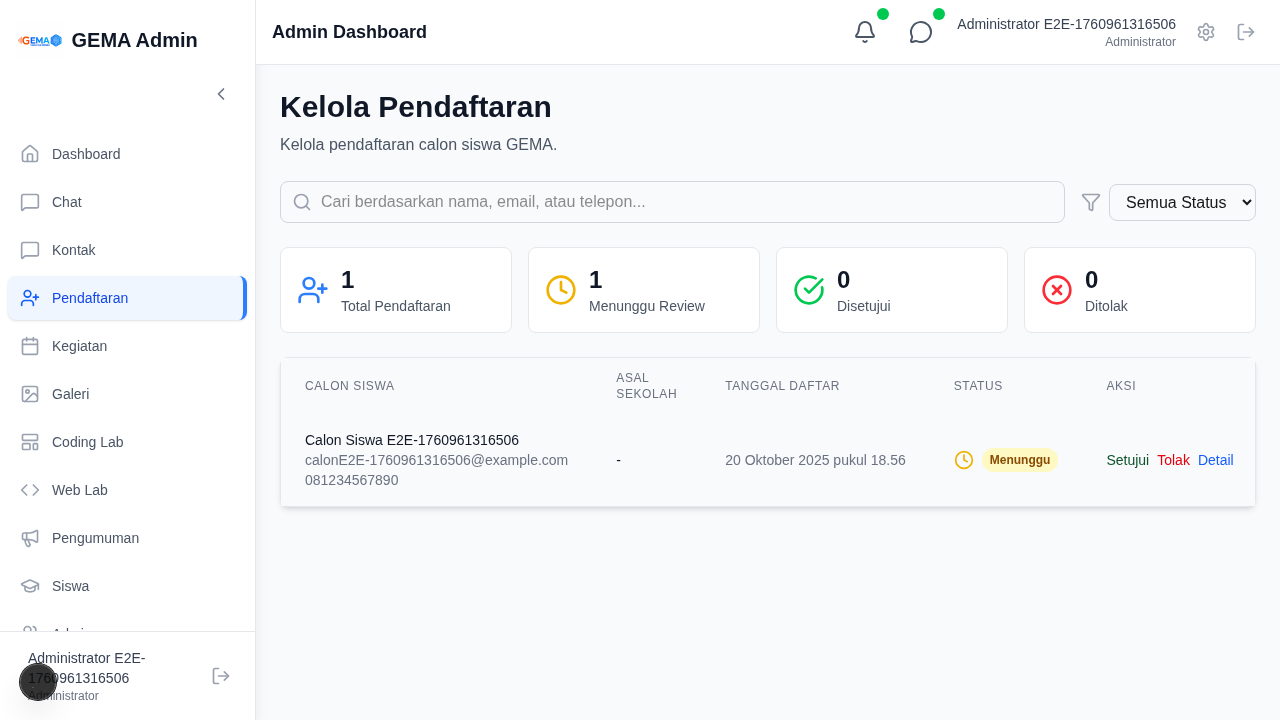 GEMA
GEMA Admin
Admin Dashboard
Administrator E2E-1760961316506
Administrator
Dashboard
Chat
Kontak
Pendaftaran
Kegiatan
Galeri
Coding Lab
Web Lab
Pengumuman
Siswa
Administrator E2E-
1760961316506
Administrator
Kelola Pendaftaran
Kelola pendaftaran calon siswa GEMA.
Cari berdasarkan nama, email, atau telepon...
Semua Status
1
Total Pendaftaran
1
Menunggu Review
0
Disetujui
0
Ditolak
CALON SISWA
ASAL
SEKOLAH
TANGGAL DAFTAR
STATUS
AKSI
Calon Siswa E2E-1760961316506
calonE2E-1760961316506@example.com
081234567890
-
20 Oktober 2025 pukul 18.56
Menunggu
Setujui Tolak Detail